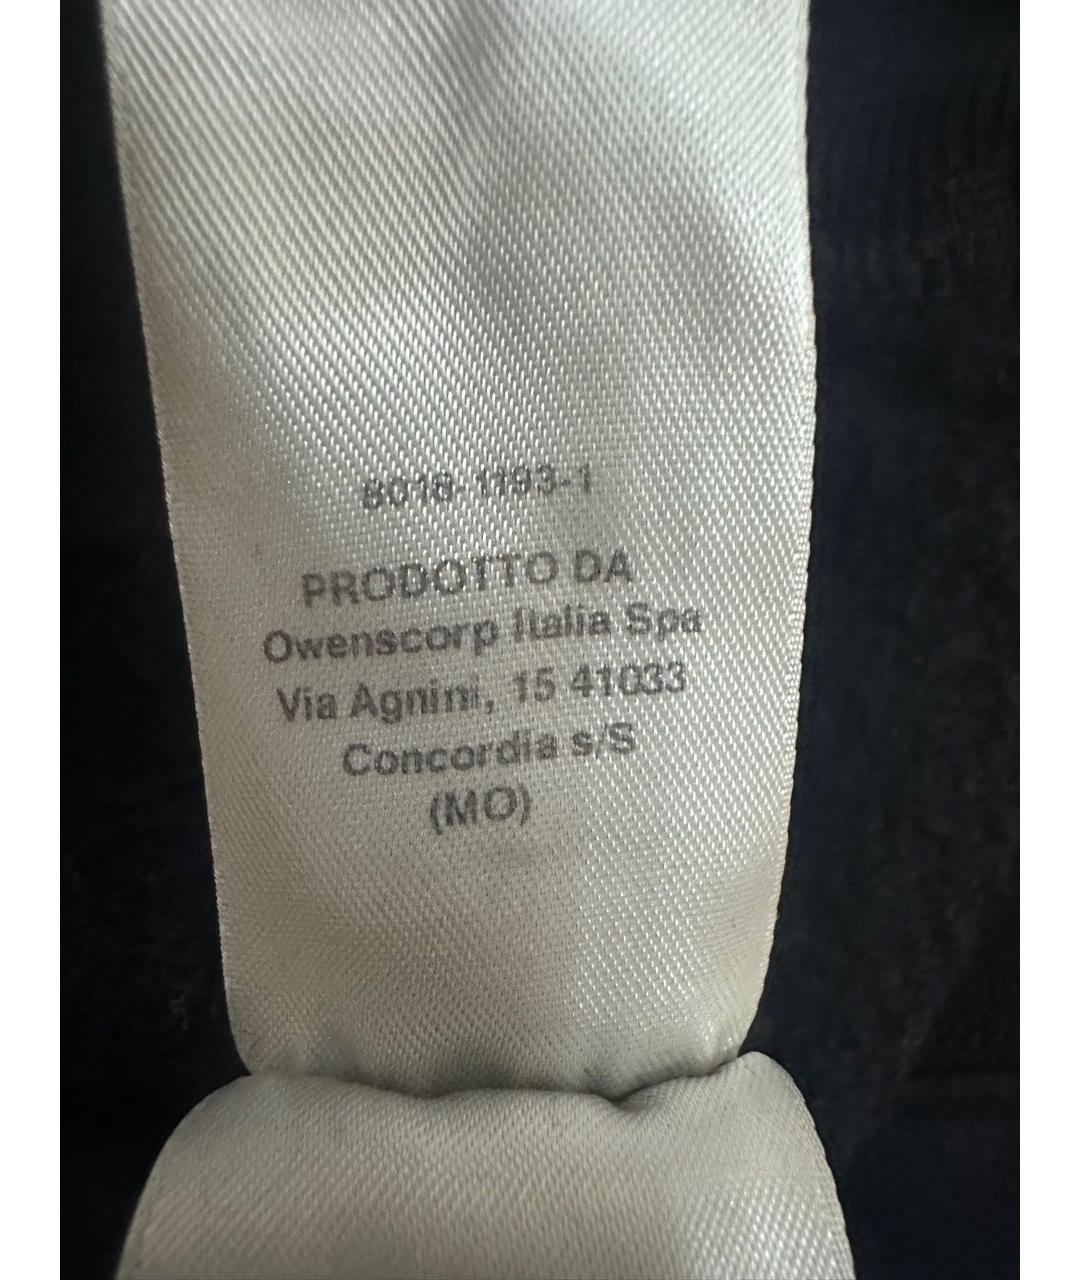 8018-1193-1
PRODOTTO DA
Owenscorp Italia Spa
Via Agnini, 15 41033
Concordia s/S
(MO)